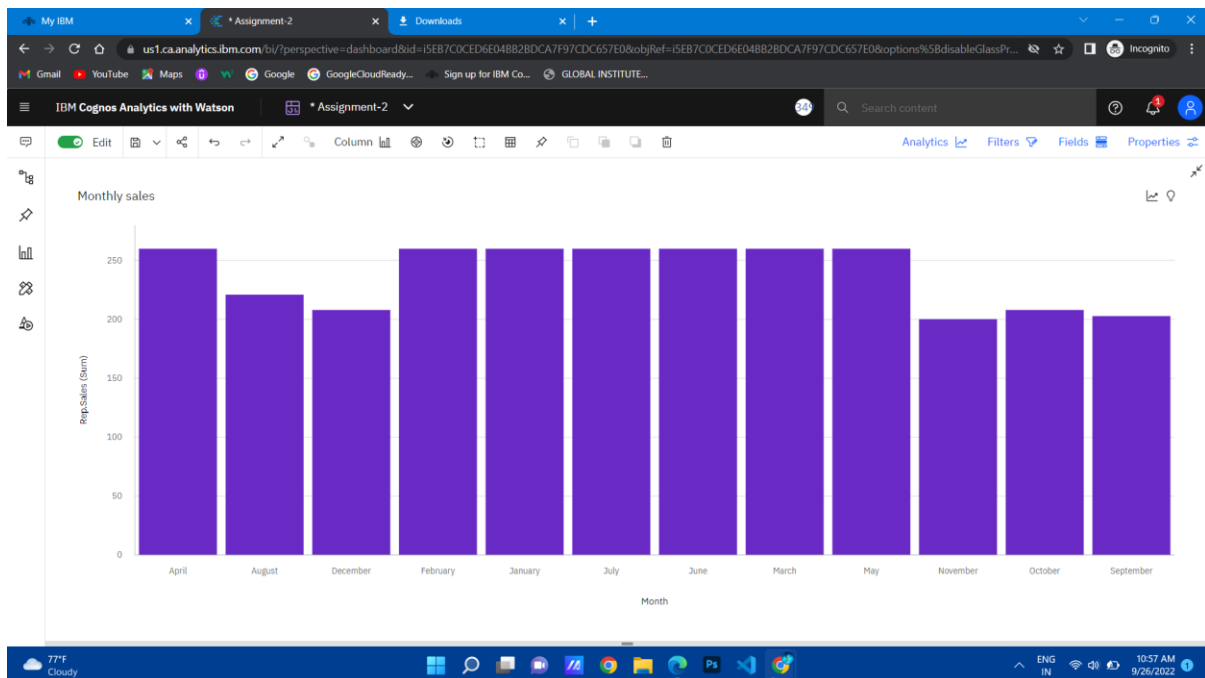 My IBM * Assignment-2 Downloads
us1.ca.analytics.ibm.com/bi/?perspective=dashboard&id=i5EB7C0CED6E04BB2BDCA7F97CDC657E0&objRef=i5EB7C0CED6E04BB2BDCA7F97CDC657E0&options%5BdisableGlassPr... Incognito
Gmail YouTube Maps Google GoogleCloudReady... Sign up for IBM Co... GLOBAL INSTITUTE...
IBM Cognos Analytics with Watson * Assignment-2 349 Search content 1
Edit Column Analytics Filters Fields Properties
Monthly sales
250
200
150
100
50
0
Rep.Sales (Sum)
April August December February January July June March May November October September
Month
77°F
Cloudy
ENG
IN
10:57 AM
9/26/2022
1